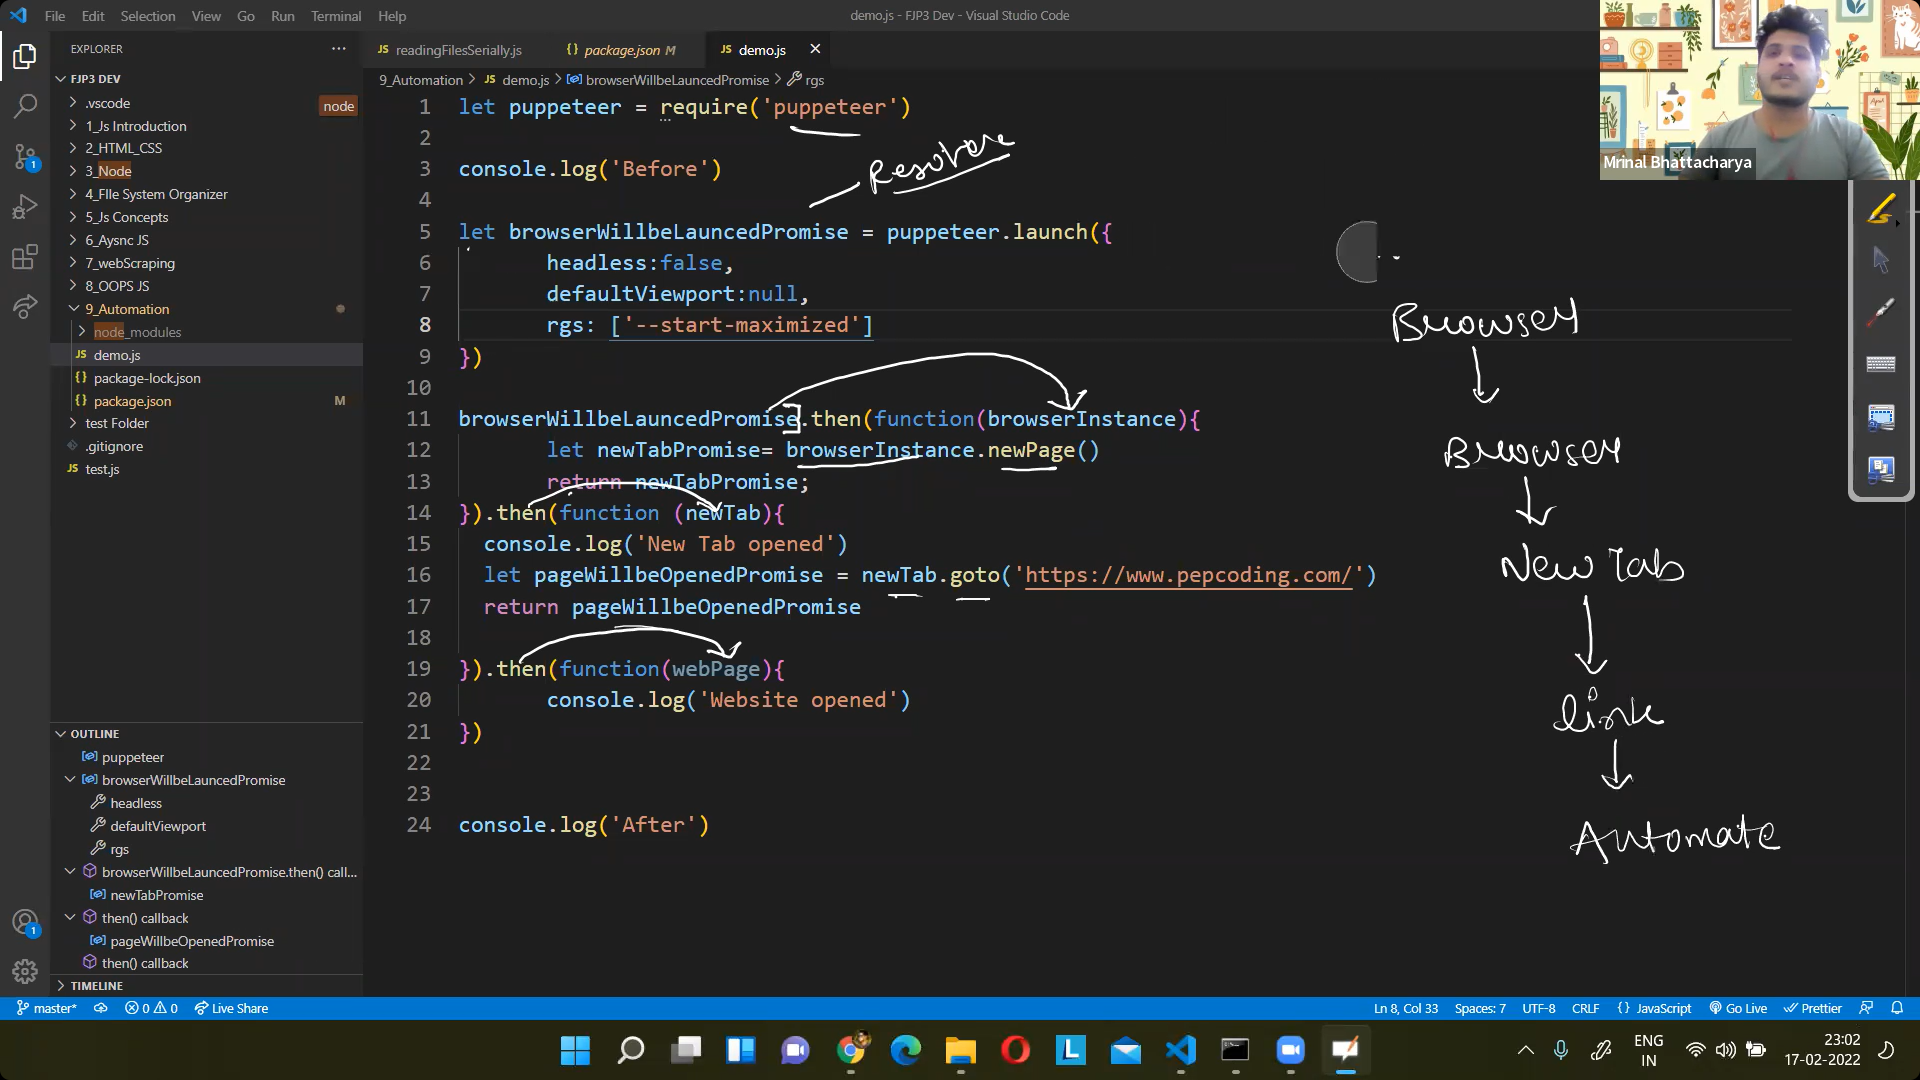 File Edit Selection View Go Run Terminal Help
demo.js - FJP3 Dev - Visual Studio Code
EXPLORER
FJP3 DEV
.vscode
node
1_Js Introduction
2_HTML_CSS
3_Node
4_FIle System Organizer
5_Js Concepts
6_Aysnc JS
7_webScraping
8_OOPS JS
9_Automation
node_modules
JS demo.js
{} package-lock.json
{} package.json M
test Folder
.gitignore
JS test.js
OUTLINE
puppeteer
browserWillbeLauncedPromise
headless
defaultViewport
rgs
browserWillbeLauncedPromise.then() call...
newTabPromise
then() callback
pageWillbeOpenedPromise
then() callback
TIMELINE
JS readingFilesSerially.js {} package.json M JS demo.js
9_Automation > JS demo.js > browserWillbeLauncedPromise > rgs
1 let puppeteer = require('puppeteer')
2
3 console.log('Before')
4
5 let browserWillbeLauncedPromise = puppeteer.launch({
6 headless:false,
7 defaultViewport:null,
8 rgs: ['--start-maximized']
9 })
10
11 browserWillbeLauncedPromise.then(function(browserInstance){
12 let newTabPromise= browserInstance.newPage()
13 return newTabPromise;
14 }).then(function (newTab){
15 console.log('New Tab opened')
16 let pageWillbeOpenedPromise = newTab.goto('https://www.pepcoding.com/')
17 return pageWillbeOpenedPromise
18
19 }).then(function(webPage){
20 console.log('Website opened')
21 })
22
23
24 console.log('After')
Browser
Browser
New Tab
link
Automate
Mrinal Bhattacharya
master* 0 0 Live Share
Ln 8, Col 33 Spaces: 7 UTF-8 CRLF {} JavaScript Go Live Prettier
ENG
IN
23:02
17-02-2022